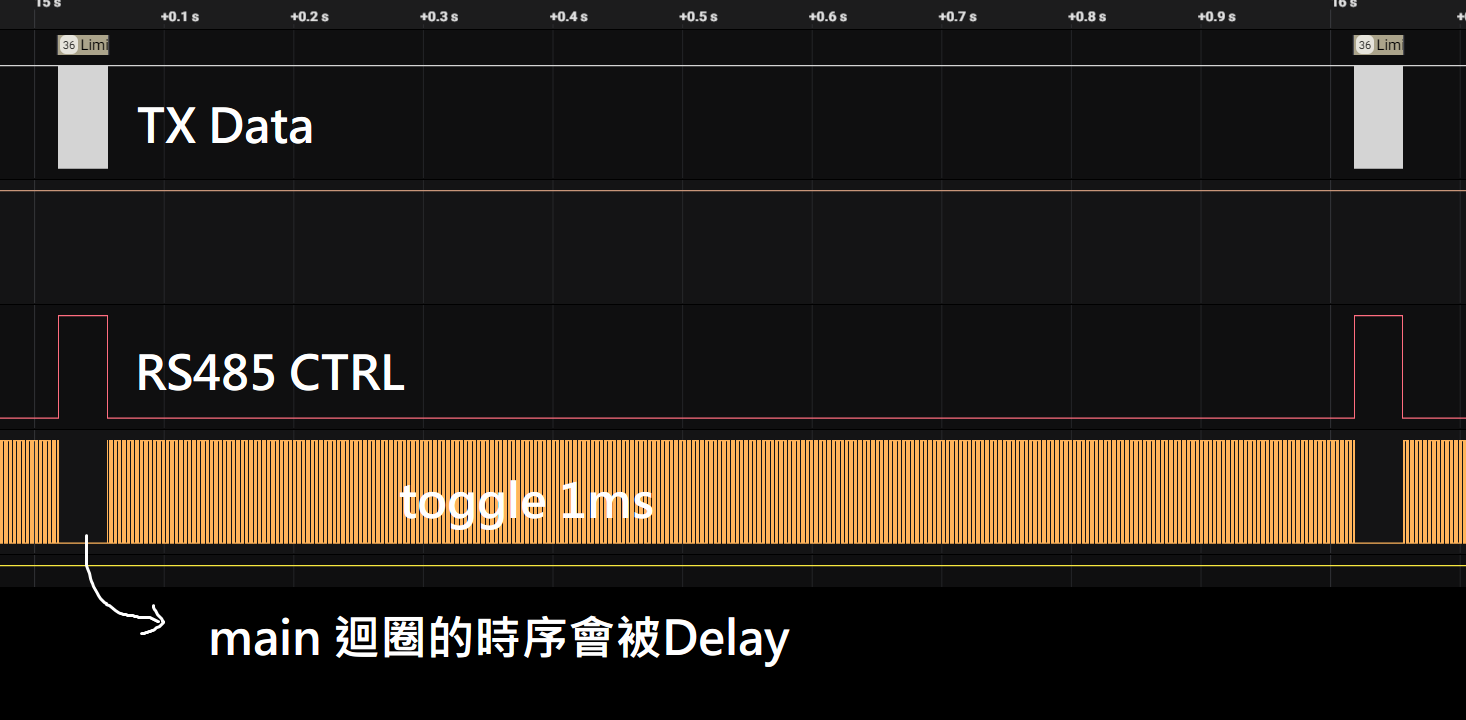 15 s 16 s
+0.1 s +0.2 s +0.3 s +0.4 s +0.5 s +0.6 s +0.7 s +0.8 s +0.9 s
36 Limi 36 Lim
TX Data
RS485 CTRL
toggle 1ms
main 迴圈的時序會被Delay